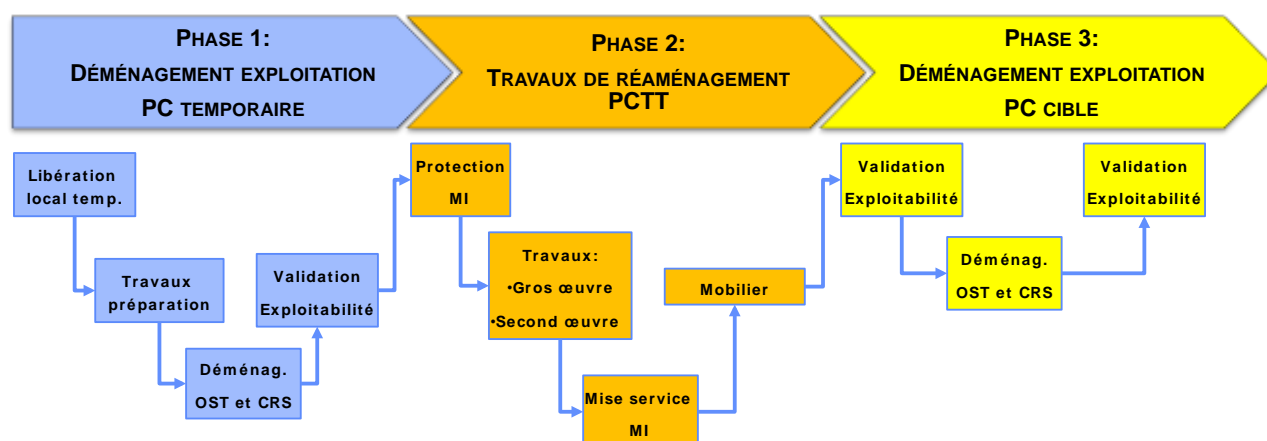 PHASE 1:
DÉMÉNAGEMENT EXPLOITATION
PC TEMPORAIRE
PHASE 2:
TRAVAUX DE RÉAMÉNAGEMENT
PCTT
PHASE 3:
DÉMÉNAGEMENT EXPLOITATION
PC CIBLE
Libération
local temp.
Travaux
préparation
Déménag.
OST et CRS
Validation
Exploitabilité
Protection
MI
Travaux:
•Gros œuvre
•Second œuvre
Mise service
MI
Mobilier
Validation
Exploitabilité
Déménag.
OST et CRS
Validation
Exploitabilité